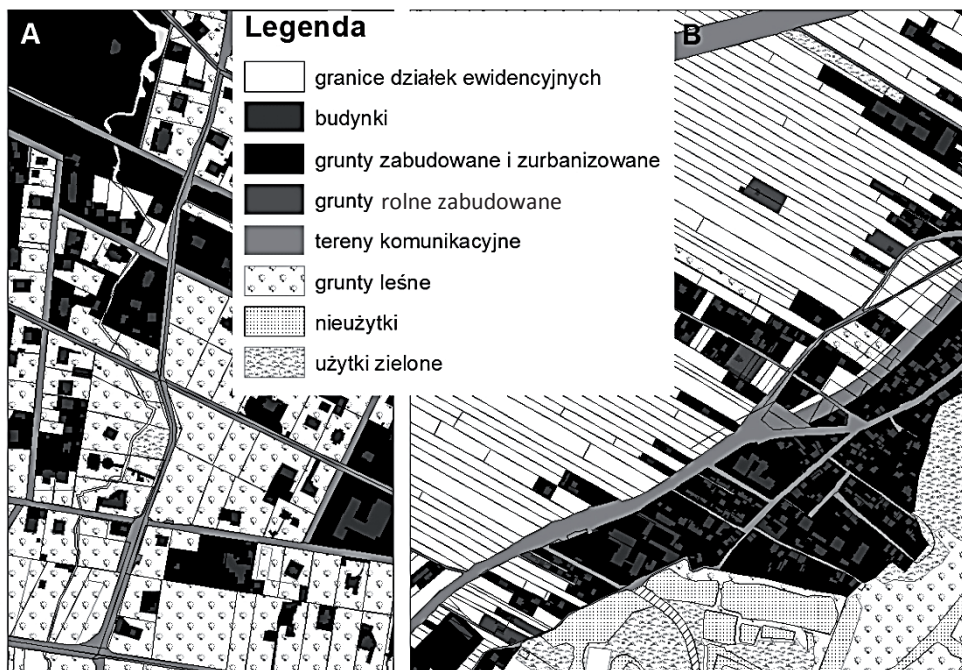 A
Legenda
B
granice działek ewidencyjnych
budynki
grunty zabudowane i zurbanizowane
grunty rolne zabudowane
tereny komunikacyjne
grunty leśne
nieużytki
użytki zielone